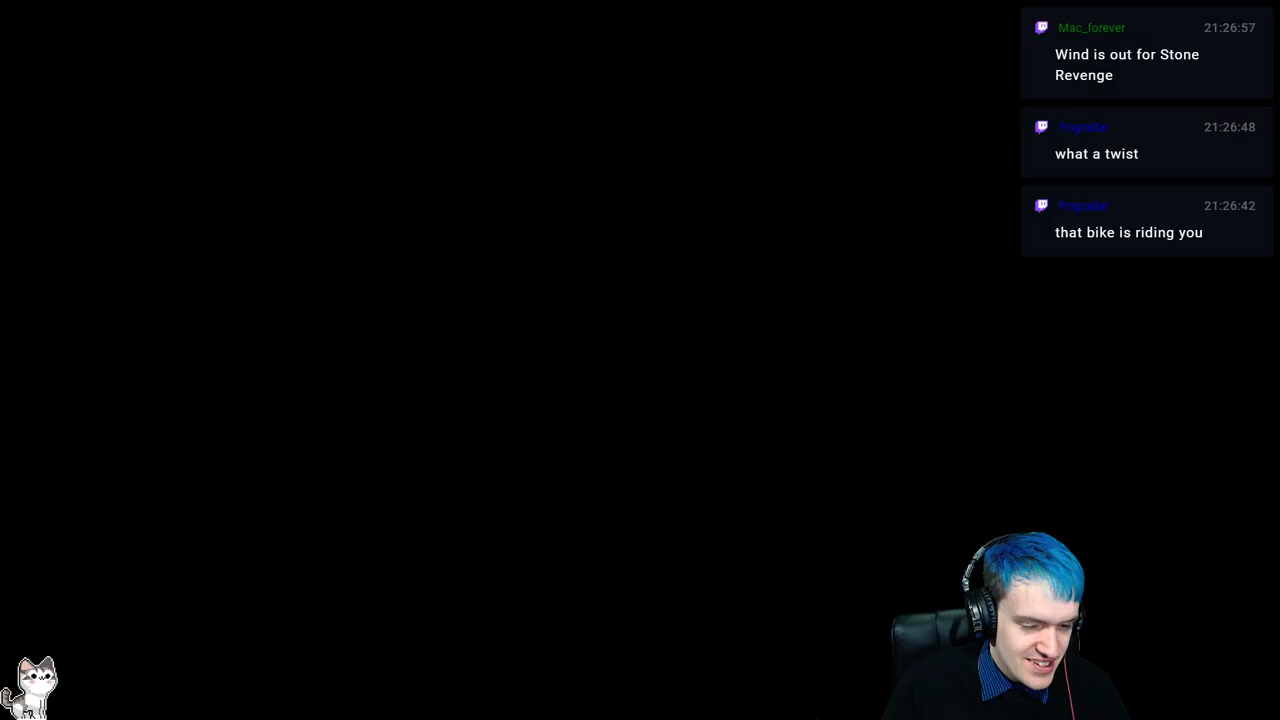 Mac_forever 21:26:57
Wind is out for Stone
Revenge
21:26:48
what a twist
21:26:42
that bike is riding you